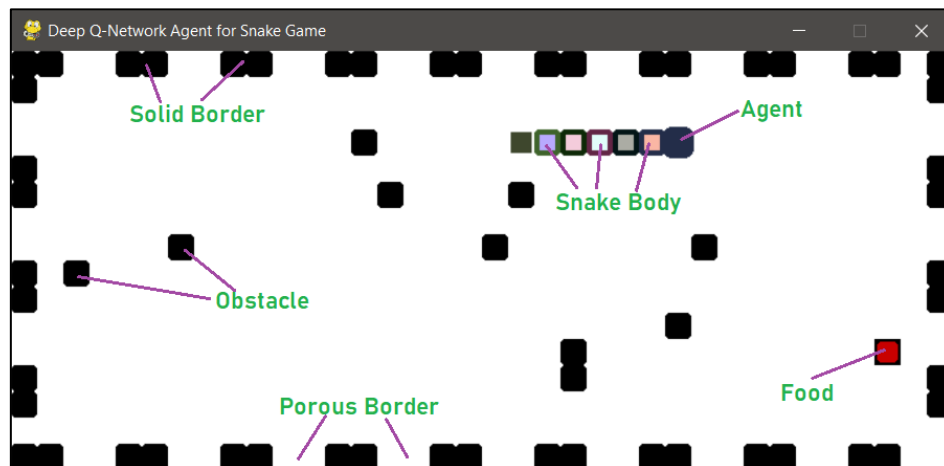 Deep Q-Network Agent for Snake Game
Solid Border
Agent
Snake Body
Obstacle
Food
Porous Border